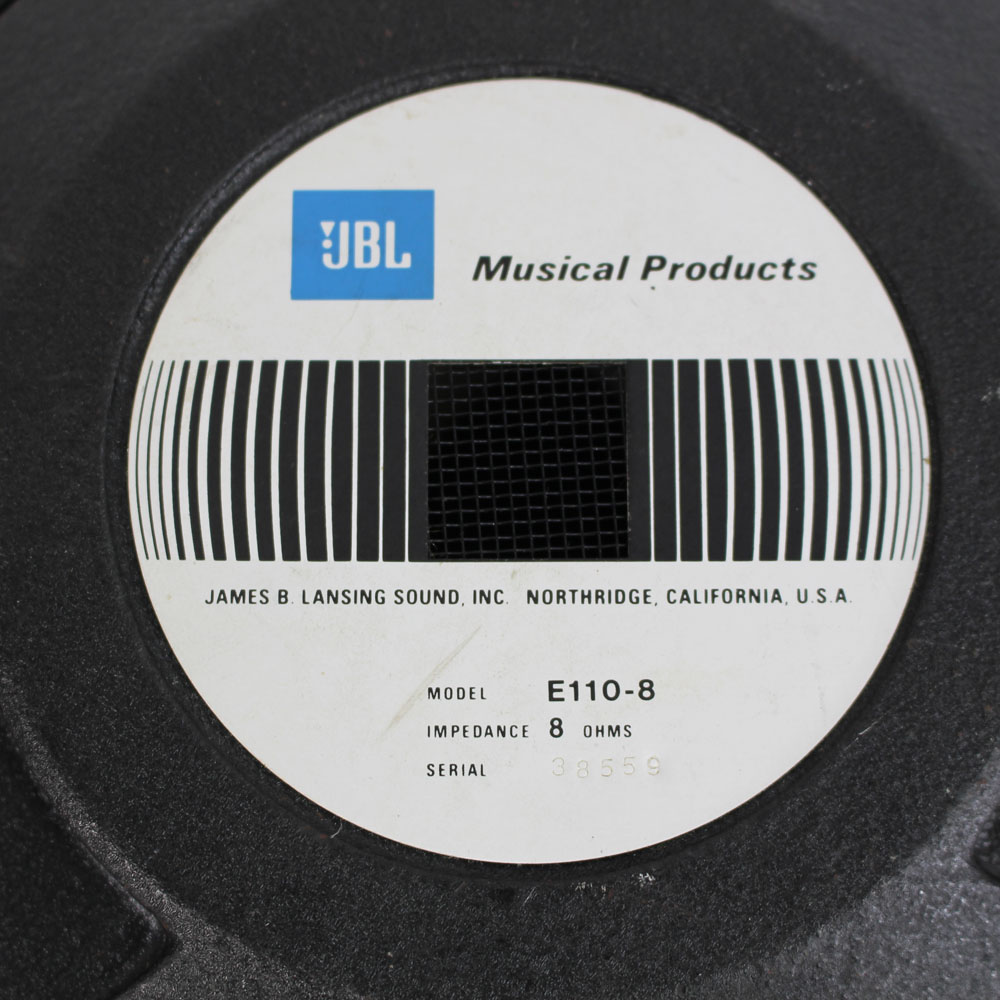 JBL
Musical Products
JAMES B. LANSING SOUND, INC. NORTHRIDGE, CALIFORNIA, U.S.A.
MODEL E110-8
IMPEDANCE 8 OHMS
SERIAL 38559